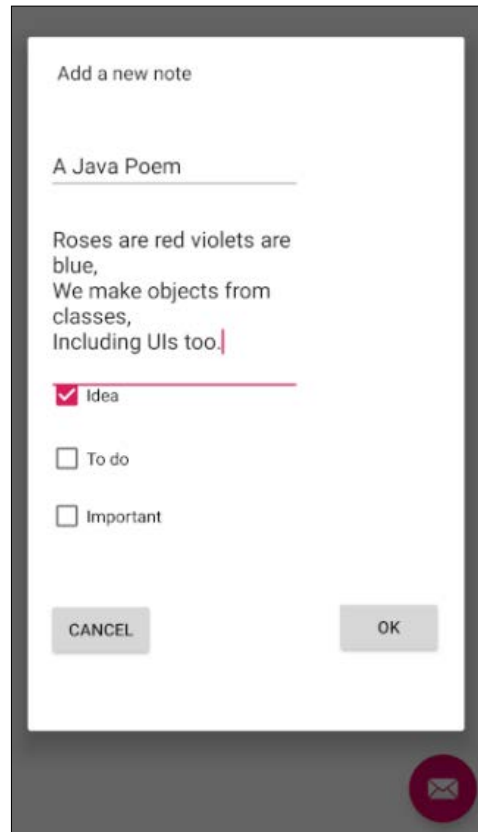 Add a new note
A Java Poem
Roses are red violets are
blue,
We make objects from
classes,
Including UIs too.
Idea
To do
Important
CANCEL
OK